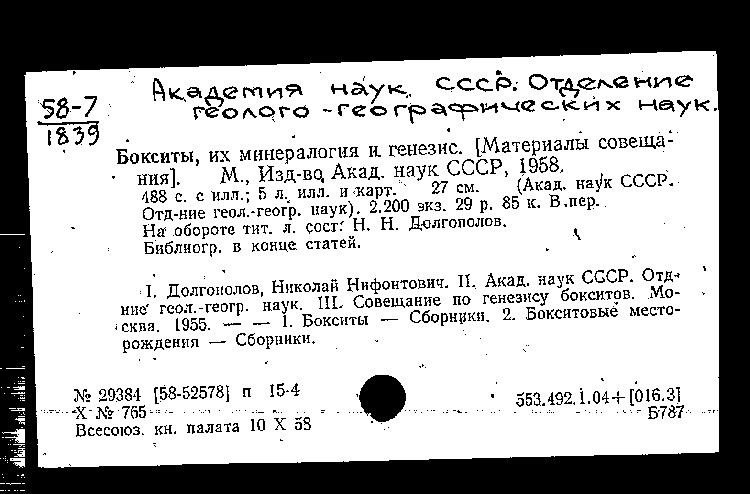 58-7
1839
Академия наук СССР. Отделение
геолого-географических наук.
Бокситы, их минералогия и генезис. [Материалы совеща-
ния]. М., Изд-во Акад. наук СССР, 1958.
488 с. с илл.; 5 л. илл. и карт. 27 см. (Акад. наук СССР.
Отд-ние геол.-геогр. наук). 2.200 экз. 29 р. 85 к. В пер.
На обороте тит. л. сост: Н. Н. Долгополов.
Библиогр. в конце статей.
I. Долгополов, Николай Нифонтович. II. Акад. наук СССР. Отд-
ние геол.-геогр. наук. III. Совещание по генезису бокситов. Мо-
сква. 1955. — — 1. Бокситы — Сборники. 2. Бокситовые место-
рождения — Сборники.
№ 29384 [58-52578] п 15-4
X № 765
Всесоюз. кн. палата 10 X 58
553.492.1.04+[016.3]
Б787